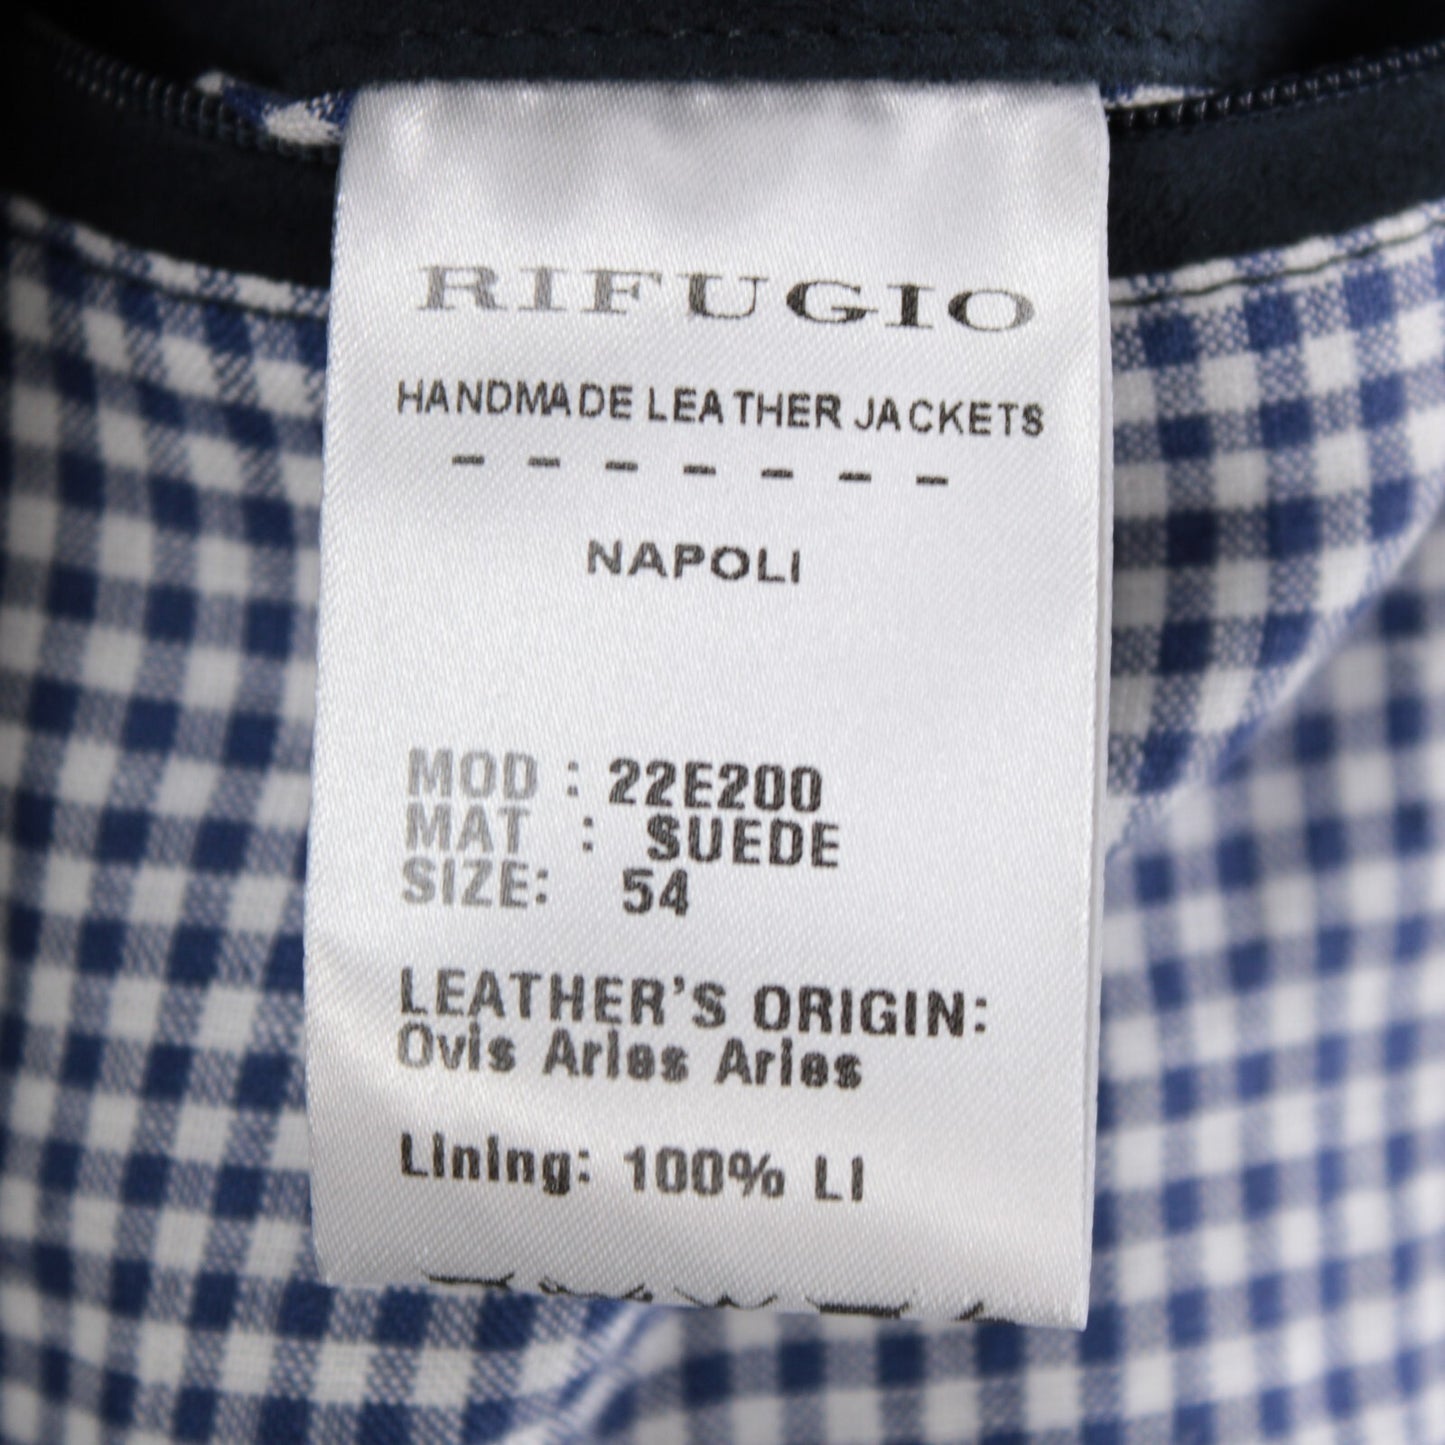 RIFUGIO
HANDMADE LEATHER JACKETS
- - - - - - -
NAPOLI
MOD : 22E200
MAT : SUEDE
SIZE: 54
LEATHER'S ORIGIN:
Ovis Aries Aries
Lining: 100% LI